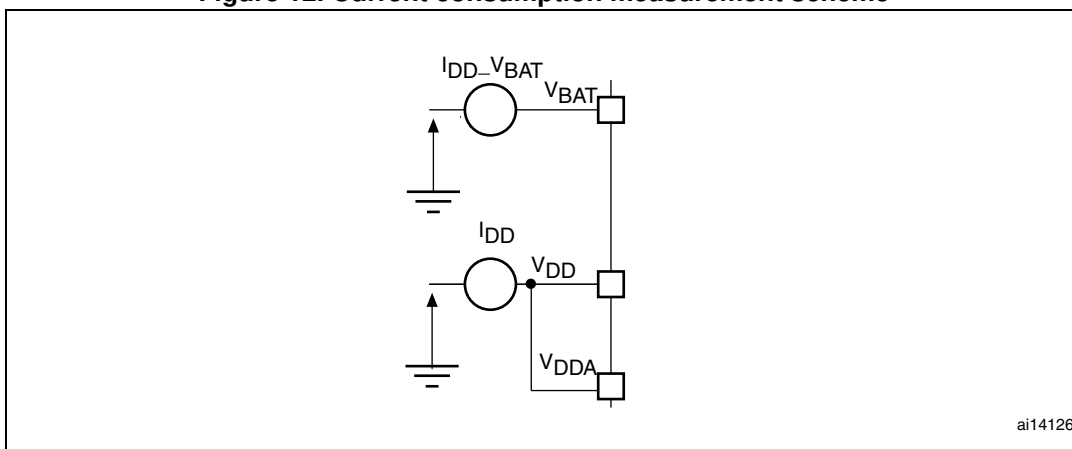 Figure 12. Current consumption measurement scheme
IDD_VBAT
VBAT
IDD
VDD
VDDA
ai14126